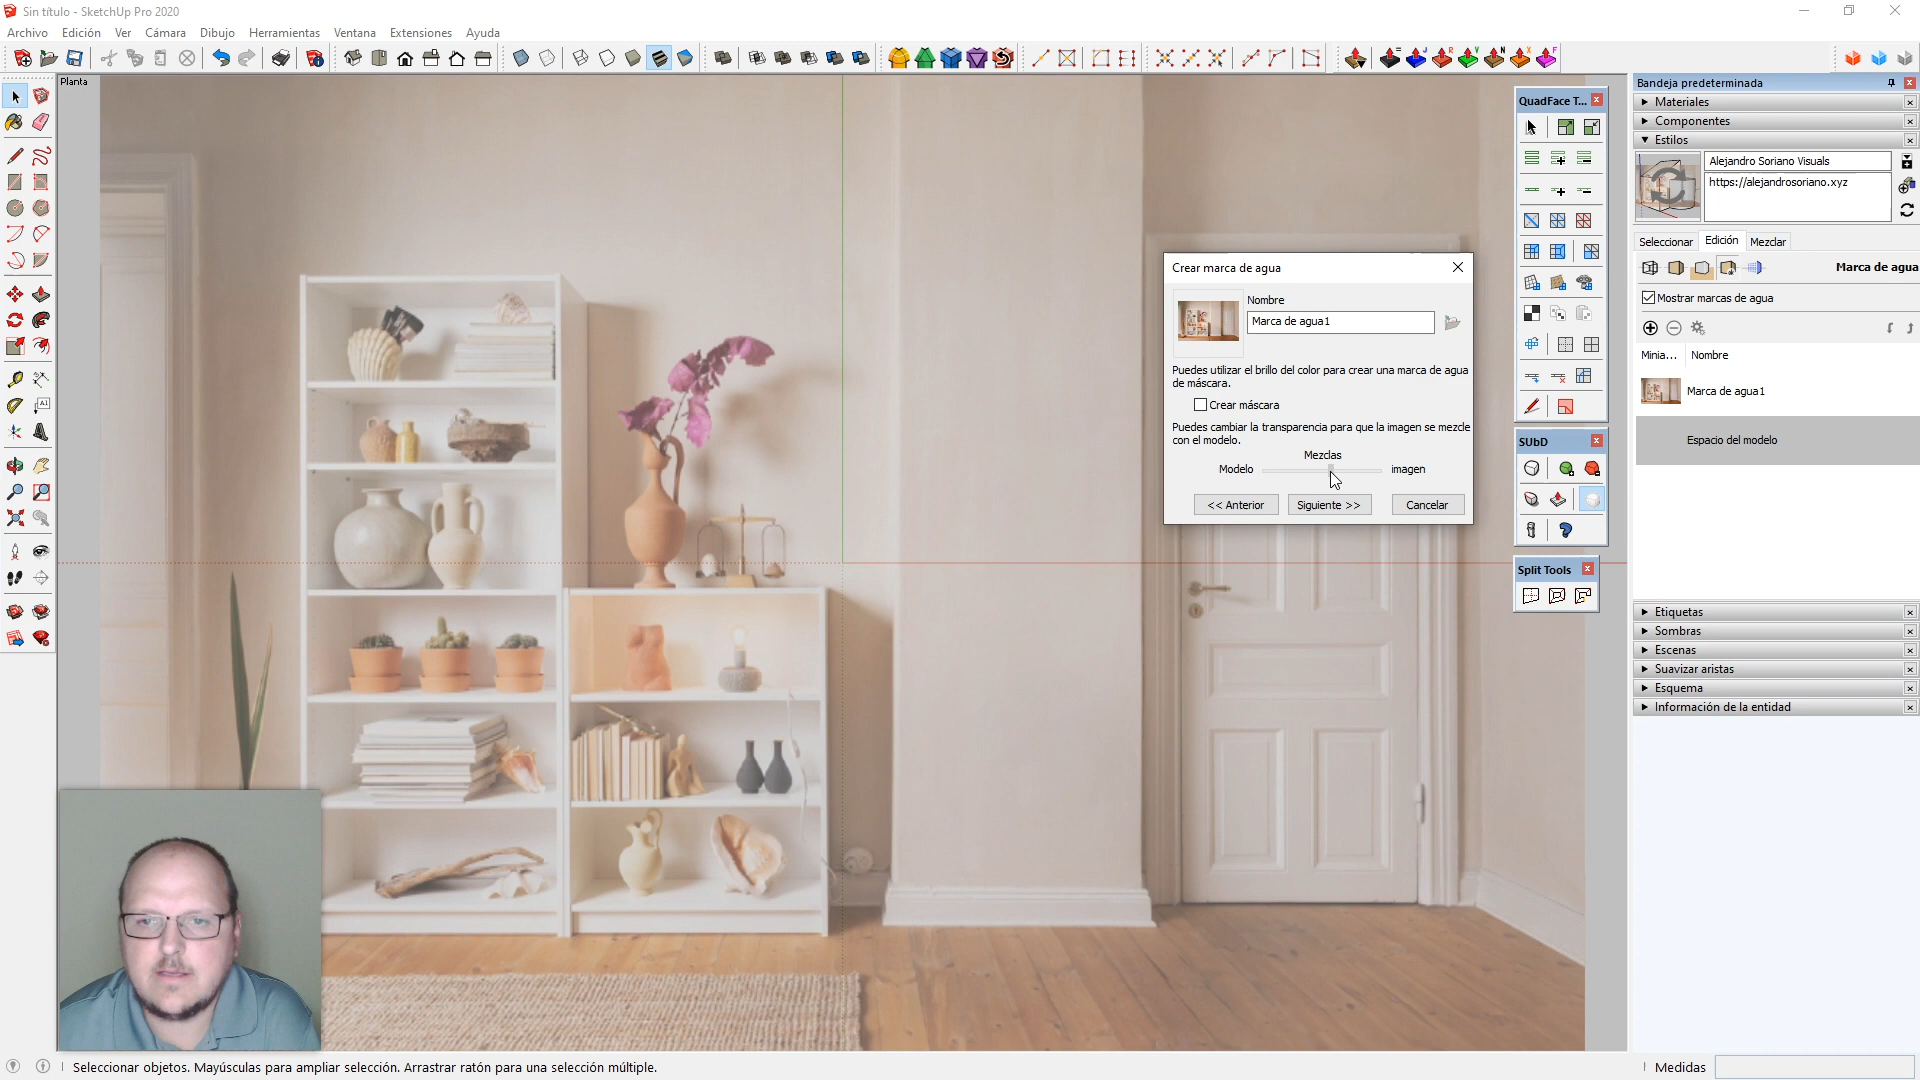 Sin título - SketchUp Pro 2020
Archivo Edición Ver Cámara Dibujo Herramientas Ventana Extensiones Ayuda
Planta
QuadFace T...
SUbD
Split Tools
Crear marca de agua
Nombre
Marca de agua1
Puedes utilizar el brillo del color para crear una marca de agua
de máscara.
Crear máscara
Puedes cambiar la transparencia para que la imagen se mezcle
con el modelo.
Mezclas
Modelo imagen
<< Anterior Siguiente >> Cancelar
Bandeja predeterminada
Materiales
Componentes
Estilos
Alejandro Soriano Visuals
https://alejandrosoriano.xyz
Seleccionar Edición Mezclar
Marca de agua
Mostrar marcas de agua
Minia... Nombre
Marca de agua1
Espacio del modelo
Etiquetas
Sombras
Escenas
Suavizar aristas
Esquema
Información de la entidad
Seleccionar objetos. Mayúsculas para ampliar selección. Arrastrar ratón para una selección múltiple.
Medidas